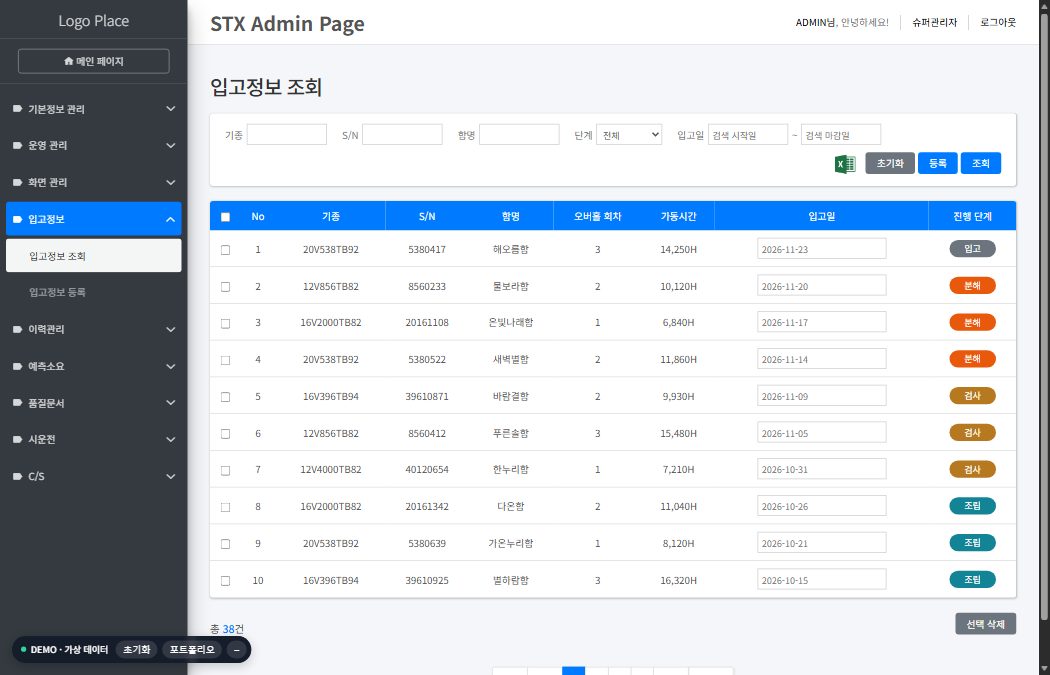 Logo Place
메인 페이지
기본정보 관리
운영 관리
화면 관리
입고정보
입고정보 조회
입고정보 등록
이력관리
예측소요
품질문서
시운전
C/S
STX Admin Page
ADMIN님, 안녕하세요! 슈퍼관리자 로그아웃
입고정보 조회
기종 S/N 함명 단계 전체 입고일 검색 시작일 ~ 검색 마감일
초기화 등록 조회
No 기종 S/N 함명 오버홀 회차 가동시간 입고일 진행 단계
1 20V538TB92 5380417 해오름함 3 14,250H 2026-11-23 입고
2 12V856TB82 8560233 물보라함 2 10,120H 2026-11-20 분해
3 16V2000TB82 20161108 은빛나래함 1 6,840H 2026-11-17 분해
4 20V538TB92 5380522 새벽별함 2 11,860H 2026-11-14 분해
5 16V396TB94 39610871 바람결함 2 9,930H 2026-11-09 검사
6 12V856TB82 8560412 푸른솔함 3 15,480H 2026-11-05 검사
7 12V4000TB82 40120654 한누리함 1 7,210H 2026-10-31 검사
8 16V2000TB82 20161342 다온함 2 11,040H 2026-10-26 조립
9 20V538TB92 5380639 가온누리함 1 8,120H 2026-10-21 조립
10 16V396TB94 39610925 별하람함 3 16,320H 2026-10-15 조립
총 38건
선택 삭제
DEMO · 가상 데이터 초기화 포트폴리오 –